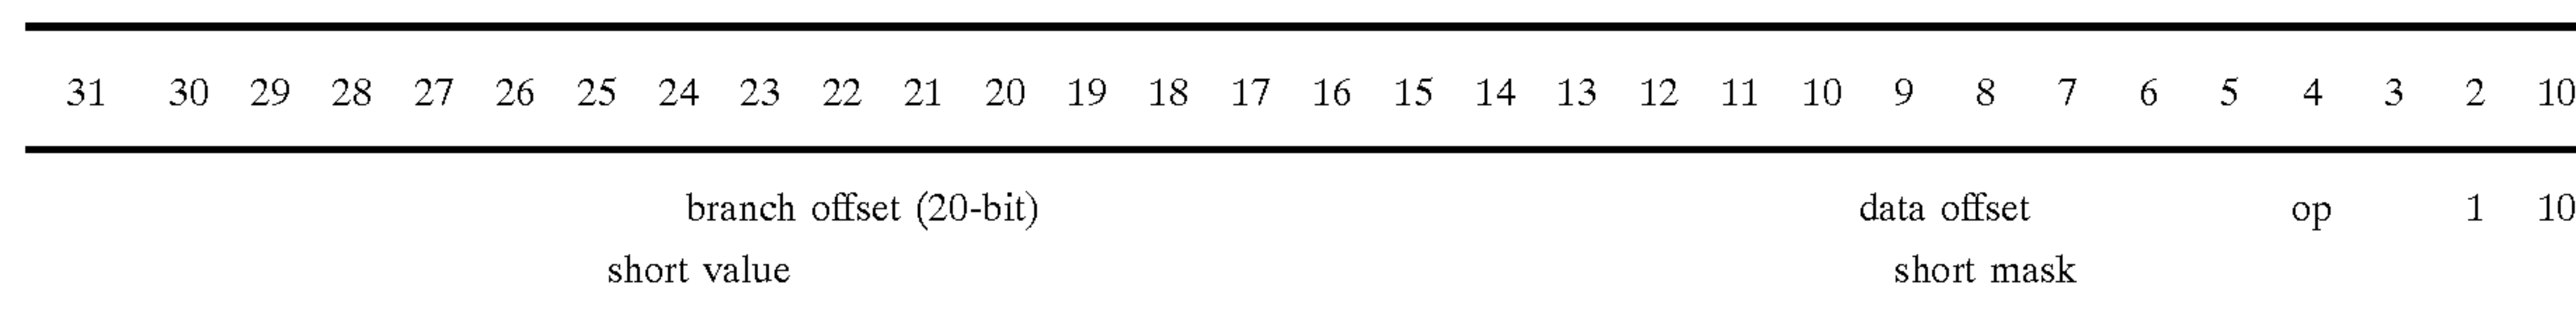 31 30 29 28 27 26 25 24 23 22 21 20 19 18 17 16 15 14 13 12 11 10 9 8 7 6 5 4 3 2 10
branch offset (20-bit) data offset op 1 10
short value short mask